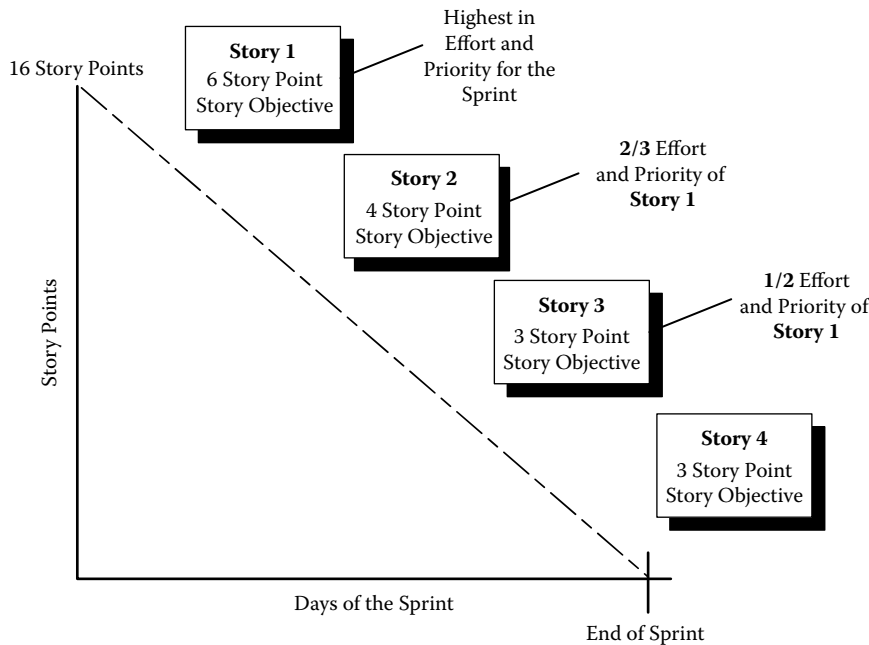 16 Story Points
Story 1
6 Story Point
Story Objective
Highest in
Effort and
Priority for the
Sprint
Story 2
4 Story Point
Story Objective
2/3 Effort
and Priority of
Story 1
Story 3
3 Story Point
Story Objective
1/2 Effort
and Priority of
Story 1
Story 4
3 Story Point
Story Objective
Story Points
Days of the Sprint
End of Sprint